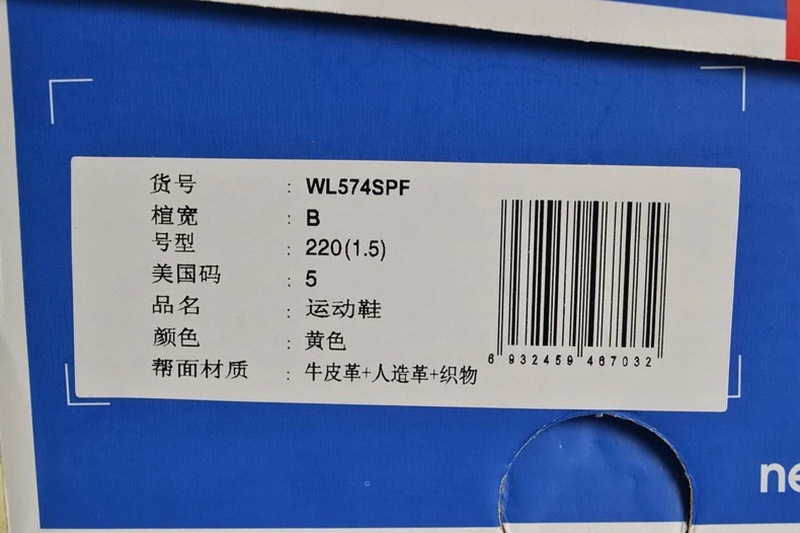 货号 : WL574SPF
楦宽 : B
号型 : 220(1.5)
美国码 : 5
品名 : 运动鞋
颜色 : 黄色
帮面材质 : 牛皮革+人造革+织物
6 932459 467032
ne